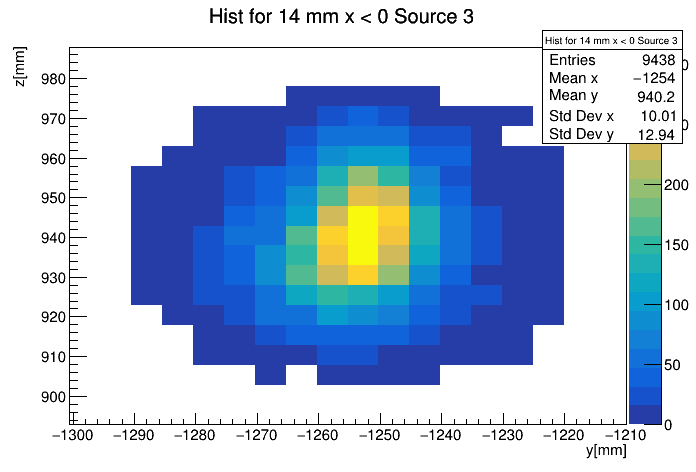 Hist for 14 mm x < 0 Source 3
Hist for 14 mm x < 0 Source 3
Entries 9438
Mean x −1254
Mean y 940.2
Std Dev x 10.01
Std Dev y 12.94
z[mm]
980
970
960
950
940
930
920
910
900
−1300 −1290 −1280 −1270 −1260 −1250 −1240 −1230 −1220 −1210
y[mm]
200
150
100
50
0